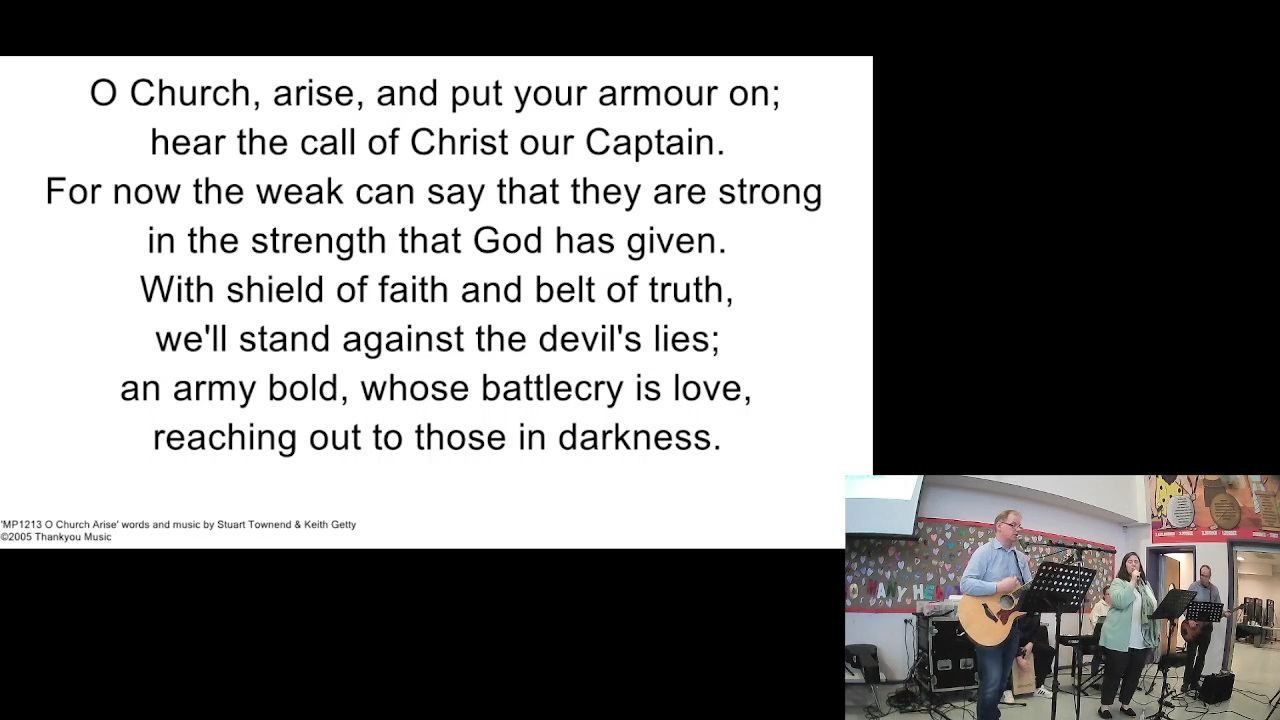 O Church, arise, and put your armour on;
hear the call of Christ our Captain.
For now the weak can say that they are strong
in the strength that God has given.
With shield of faith and belt of truth,
we'll stand against the devil's lies;
an army bold, whose battlecry is love,
reaching out to those in darkness.
'MP1213 O Church Arise' words and music by Stuart Townend & Keith Getty
©2005 Thankyou Music